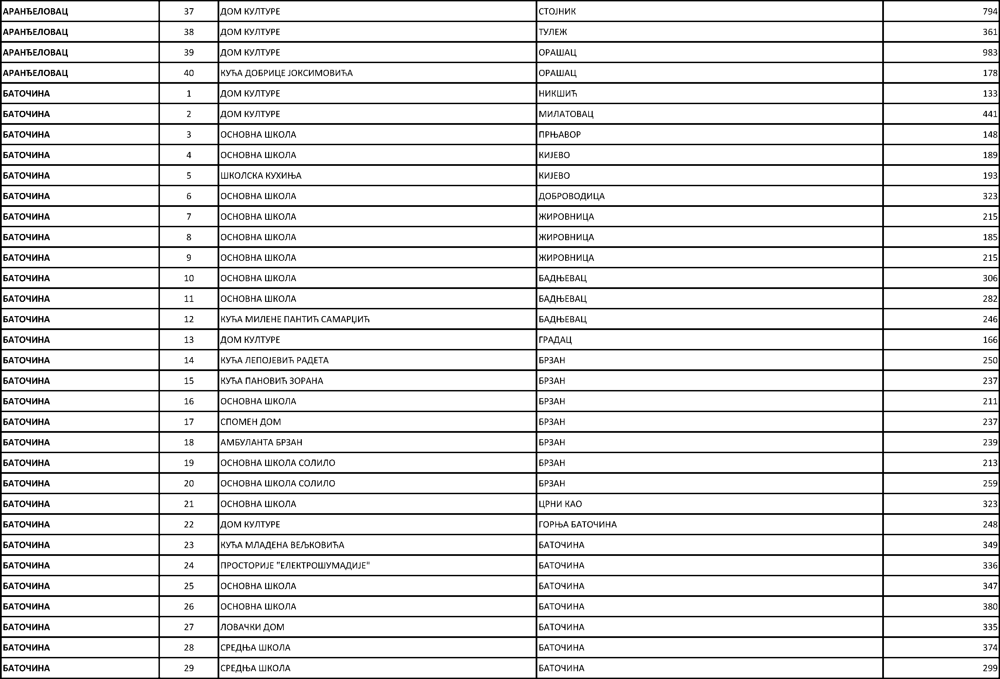 АРАНЂЕЛОВАЦ 37 ДОМ КУЛТУРЕ СТОЈНИК 794
АРАНЂЕЛОВАЦ 38 ДОМ КУЛТУРЕ ТУЛЕЖ 361
АРАНЂЕЛОВАЦ 39 ДОМ КУЛТУРЕ ОРАШАЦ 983
АРАНЂЕЛОВАЦ 40 КУЋА ДОБРИЦЕ ЈОКСИМОВИЋА ОРАШАЦ 178
БАТОЧИНА 1 ДОМ КУЛТУРЕ НИКШИЋ 133
БАТОЧИНА 2 ДОМ КУЛТУРЕ МИЛАТОВАЦ 441
БАТОЧИНА 3 ОСНОВНА ШКОЛА ПРЊАВОР 148
БАТОЧИНА 4 ОСНОВНА ШКОЛА КИЈЕВО 189
БАТОЧИНА 5 ШКОЛСКА КУХИЊА КИЈЕВО 193
БАТОЧИНА 6 ОСНОВНА ШКОЛА ДОБРОВОДИЦА 323
БАТОЧИНА 7 ОСНОВНА ШКОЛА ЖИРОВНИЦА 215
БАТОЧИНА 8 ОСНОВНА ШКОЛА ЖИРОВНИЦА 185
БАТОЧИНА 9 ОСНОВНА ШКОЛА ЖИРОВНИЦА 215
БАТОЧИНА 10 ОСНОВНА ШКОЛА БАДЊЕВАЦ 306
БАТОЧИНА 11 ОСНОВНА ШКОЛА БАДЊЕВАЦ 282
БАТОЧИНА 12 КУЋА МИЛЕНЕ ПАНТИЋ САМАРЏИЋ БАДЊЕВАЦ 246
БАТОЧИНА 13 ДОМ КУЛТУРЕ ГРАДАЦ 166
БАТОЧИНА 14 КУЋА ЛЕПОЈЕВИЋ РАДЕТА БРЗАН 250
БАТОЧИНА 15 КУЋА ПАНОВИЋ ЗОРАНА БРЗАН 237
БАТОЧИНА 16 ОСНОВНА ШКОЛА БРЗАН 211
БАТОЧИНА 17 СПОМЕН ДОМ БРЗАН 237
БАТОЧИНА 18 АМБУЛАНТА БРЗАН БРЗАН 239
БАТОЧИНА 19 ОСНОВНА ШКОЛА СОЛИЛО БРЗАН 213
БАТОЧИНА 20 ОСНОВНА ШКОЛА СОЛИЛО БРЗАН 259
БАТОЧИНА 21 ОСНОВНА ШКОЛА ЦРНИ КАО 323
БАТОЧИНА 22 ДОМ КУЛТУРЕ ГОРЊА БАТОЧИНА 248
БАТОЧИНА 23 КУЋА МЛАДЕНА ВЕЉКОВИЋА БАТОЧИНА 349
БАТОЧИНА 24 ПРОСТОРИЈЕ "ЕЛЕКТРОШУМАДИЈЕ" БАТОЧИНА 336
БАТОЧИНА 25 ОСНОВНА ШКОЛА БАТОЧИНА 347
БАТОЧИНА 26 ОСНОВНА ШКОЛА БАТОЧИНА 380
БАТОЧИНА 27 ЛОВАЧКИ ДОМ БАТОЧИНА 335
БАТОЧИНА 28 СРЕДЊА ШКОЛА БАТОЧИНА 374
БАТОЧИНА 29 СРЕДЊА ШКОЛА БАТОЧИНА 299